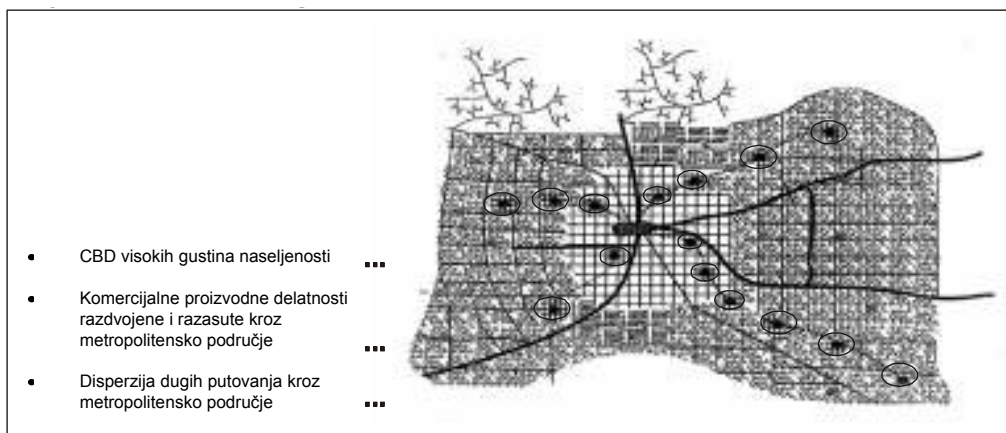 • CBD visokih gustina naseljenosti ...
• Komercijalne proizvodne delatnosti
razdvojene i razasute kroz
metropolitensko područje ...
• Disperzija dugih putovanja kroz
metropolitensko područje ...